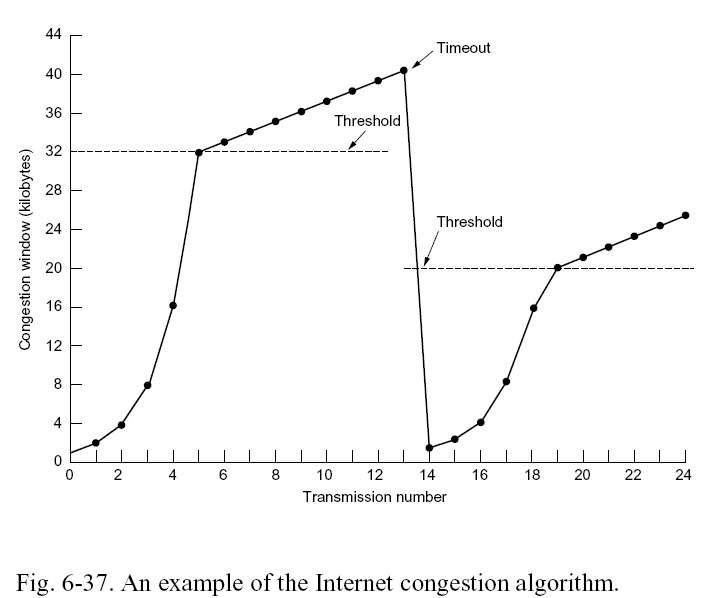 44
Timeout
40
36
Threshold
32
28
24
Threshold
20
16
12
8
4
0
Congestion window (kilobytes)
0 2 4 6 8 10 12 14 16 18 20 22 24
Transmission number
Fig. 6-37. An example of the Internet congestion algorithm.